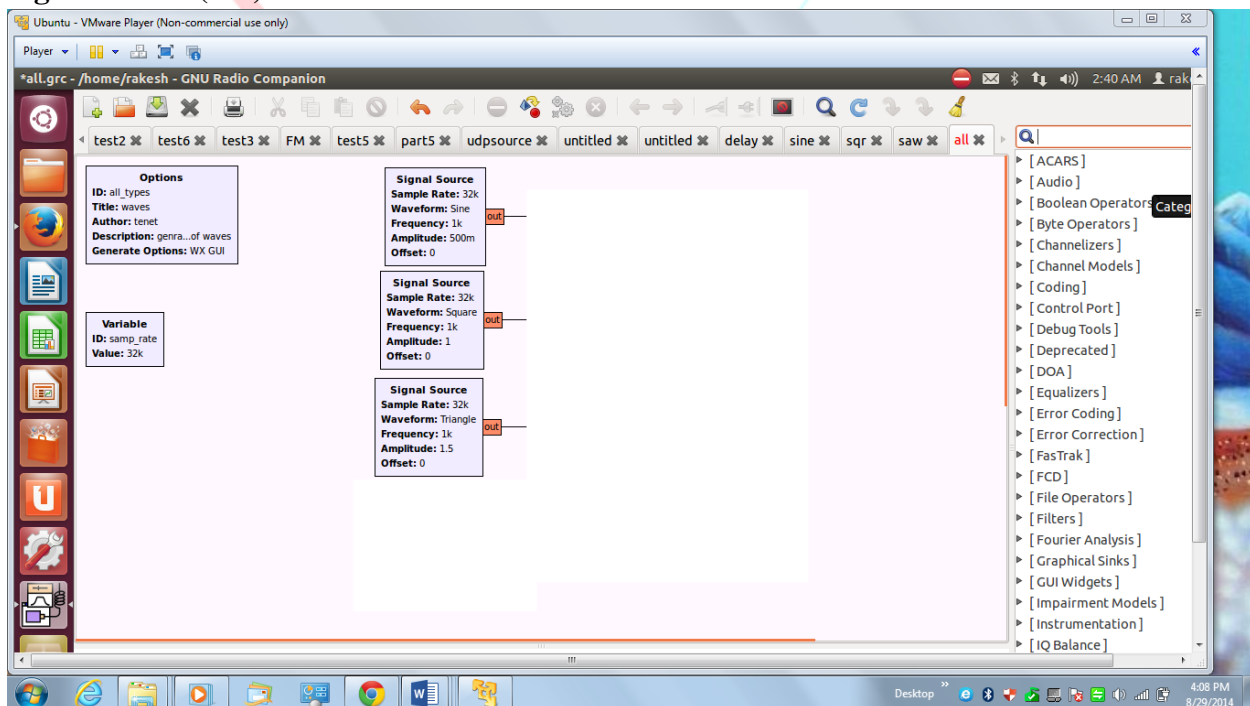 Ubuntu - VMware Player (Non-commercial use only)
Player
*all.grc - /home/rakesh - GNU Radio Companion
2:40 AM
rak
test2
test6
test3
FM
test5
part5
udpsource
untitled
untitled
delay
sine
sqr
saw
all
Options
ID: all_types
Title: waves
Author: tenet
Description: genra...of waves
Generate Options: WX GUI
Variable
ID: samp_rate
Value: 32k
Signal Source
Sample Rate: 32k
Waveform: Sine
Frequency: 1k
Amplitude: 500m
Offset: 0
out
Signal Source
Sample Rate: 32k
Waveform: Square
Frequency: 1k
Amplitude: 1
Offset: 0
out
Signal Source
Sample Rate: 32k
Waveform: Triangle
Frequency: 1k
Amplitude: 1.5
Offset: 0
out
[ ACARS ]
[ Audio ]
[ Boolean Operators
Categ
[ Byte Operators ]
[ Channelizers ]
[ Channel Models ]
[ Coding ]
[ Control Port ]
[ Debug Tools ]
[ Deprecated ]
[ DOA ]
[ Equalizers ]
[ Error Coding ]
[ Error Correction ]
[ FasTrak ]
[ FCD ]
[ File Operators ]
[ Filters ]
[ Fourier Analysis ]
[ Graphical Sinks ]
[ GUI Widgets ]
[ Impairment Models ]
[ Instrumentation ]
[ IQ Balance ]
Desktop
4:08 PM
8/29/2014